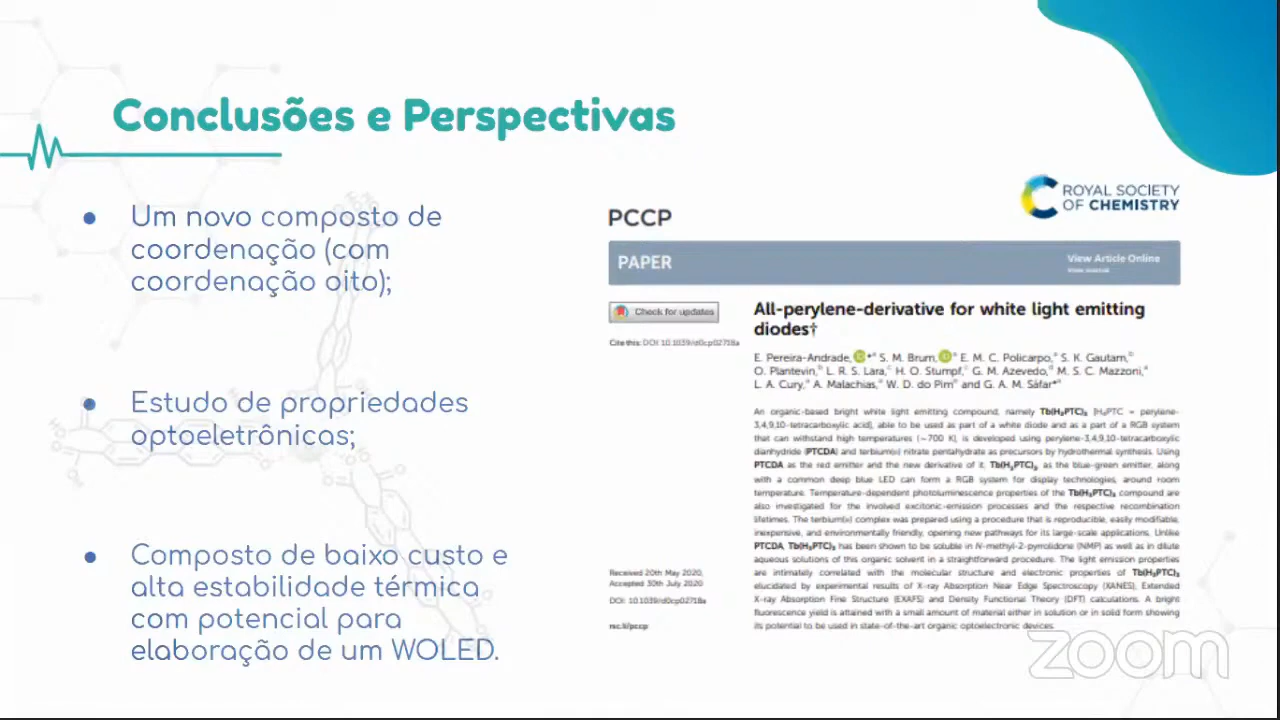 Conclusões e Perspectivas
Um novo composto de
coordenação (com
coordenação oito);
Estudo de propriedades
optoeletrônicas;
Composto de baixo custo e
alta estabilidade térmica
com potencial para
elaboração de um WOLED.
ROYAL SOCIETY
OF CHEMISTRY
PCCP
PAPER
View Article Online
View Journal
Check for updates
Cite this: DOI: 10.1039/d0cp02718a
All-perylene-derivative for white light emitting
diodes†
E. Pereira-Andrade, *ᵃ S. M. Brum, ᵃ E. M. C. Policarpo,ᵃ S. K. Gautam,ᵇ
O. Plantevin,ᵇ L. R. S. Lara,ᶜ H. O. Stumpf,ᶜ G. M. Azevedo,ᵈ M. S. C. Mazzoni,ᵃ
L. A. Cury,ᵃ A. Malachias,ᵃ W. D. do Pimᵉ and G. A. M. Sáfar*ᵃ
An organic-based bright white light emitting compound, namely Tb(H₃PTC)₃ [H₃PTC = perylene-
3,4,9,10-tetracarboxylic acid], able to be used as part of a white diode and as a part of a RGB system
that can withstand high temperatures (~700 K), is developed using perylene-3,4,9,10-tetracarboxylic
dianhydride (PTCDA) and terbium(III) nitrate pentahydrate as precursors by hydrothermal synthesis. Using
PTCDA as the red emitter and the new derivative of it, Tb(H₃PTC)₃ as the blue-green emitter, along
with a common deep blue LED can form a RGB system for display technologies, around room
temperature. Temperature-dependent photoluminescence properties of the Tb(H₃PTC)₃ compound are
also investigated for the involved excitonic-emission processes and the respective recombination
lifetimes. The terbium(III) complex was prepared using a procedure that is reproducible, easily modifiable,
inexpensive, and environmentally friendly, opening new pathways for its large-scale applications. Unlike
PTCDA, Tb(H₃PTC)₃ has been shown to be soluble in N-methyl-2-pyrrolidone (NMP) as well as in dilute
aqueous solutions of this organic solvent in a straightforward procedure. The light emission properties
are intimately correlated with the molecular structure and electronic properties of Tb(H₃PTC)₃
elucidated by experimental results of X-ray Absorption Near Edge Spectroscopy (XANES), Extended
X-ray Absorption Fine Structure (EXAFS) and Density Functional Theory (DFT) calculations. A bright
fluorescence yield is attained with a small amount of material either in solution or in solid form showing
its potential to be used in state-of-the-art organic optoelectronic devices.
Received 20th May 2020,
Accepted 30th July 2020
DOI: 10.1039/d0cp02718a
rsc.li/pccp
zoom